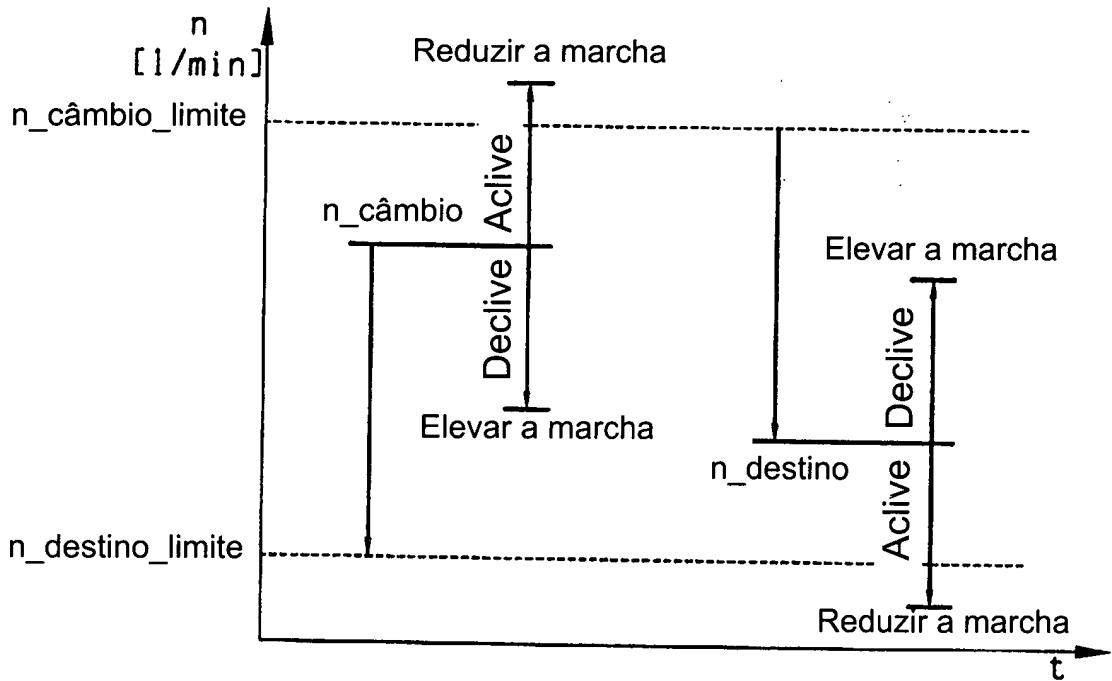 n
[1/min]
Reduzir a marcha
n_câmbio_limite
Aclive
n_câmbio
Declive
Elevar a marcha
Elevar a marcha
Declive
n_destino
Aclive
n_destino_limite
Reduzir a marcha
t